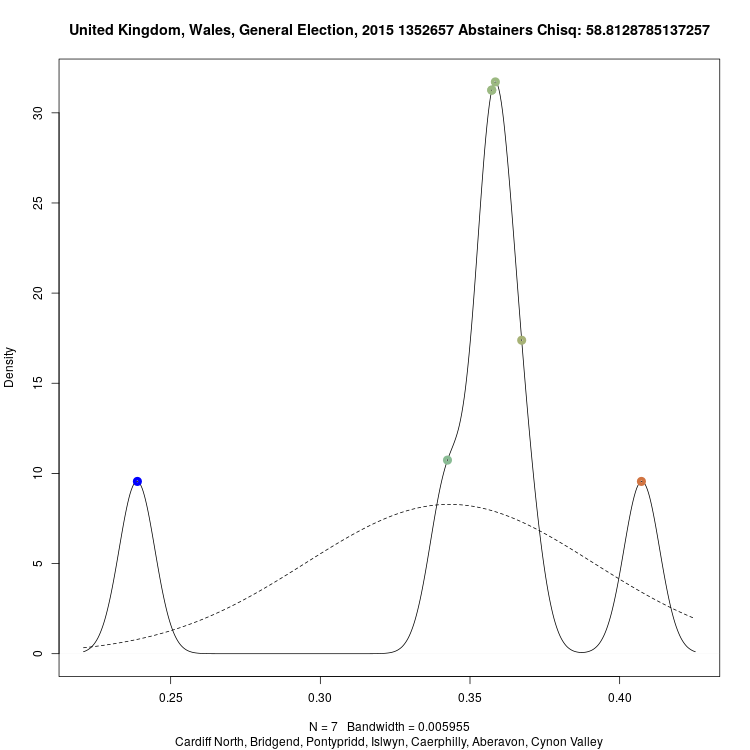 United Kingdom, Wales, General Election, 2015 1352657 Abstainers Chisq: 58.8128785137257
Density
30
25
20
15
10
5
0
0.25 0.30 0.35 0.40
N = 7 Bandwidth = 0.005955
Cardiff North, Bridgend, Pontypridd, Islwyn, Caerphilly, Aberavon, Cynon Valley